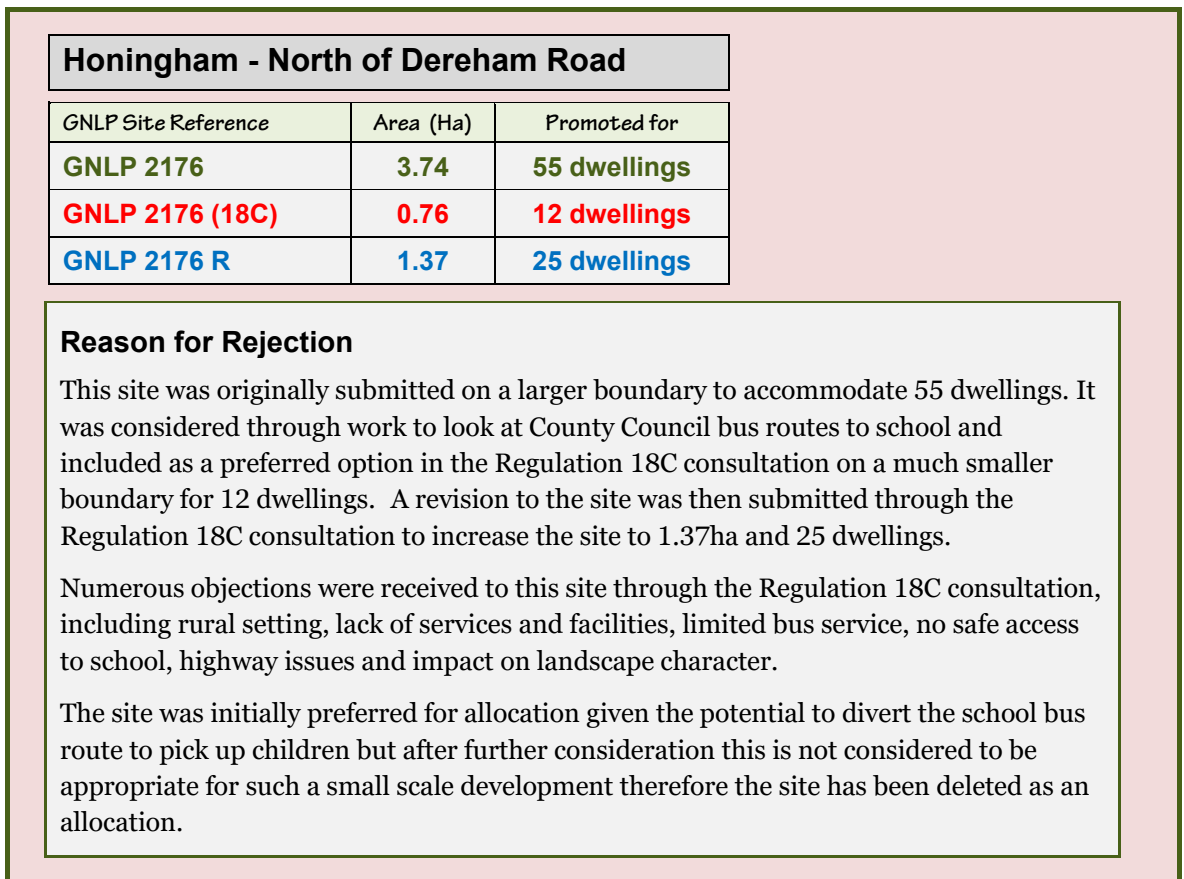 Honingham - North of Dereham Road
GNLP Site Reference Area (Ha) Promoted for
GNLP 2176 3.74 55 dwellings
GNLP 2176 (18C) 0.76 12 dwellings
GNLP 2176 R 1.37 25 dwellings
Reason for Rejection
This site was originally submitted on a larger boundary to accommodate 55 dwellings. It
was considered through work to look at County Council bus routes to school and
included as a preferred option in the Regulation 18C consultation on a much smaller
boundary for 12 dwellings.  A revision to the site was then submitted through the
Regulation 18C consultation to increase the site to 1.37ha and 25 dwellings.
Numerous objections were received to this site through the Regulation 18C consultation,
including rural setting, lack of services and facilities, limited bus service, no safe access
to school, highway issues and impact on landscape character.
The site was initially preferred for allocation given the potential to divert the school bus
route to pick up children but after further consideration this is not considered to be
appropriate for such a small scale development therefore the site has been deleted as an
allocation.